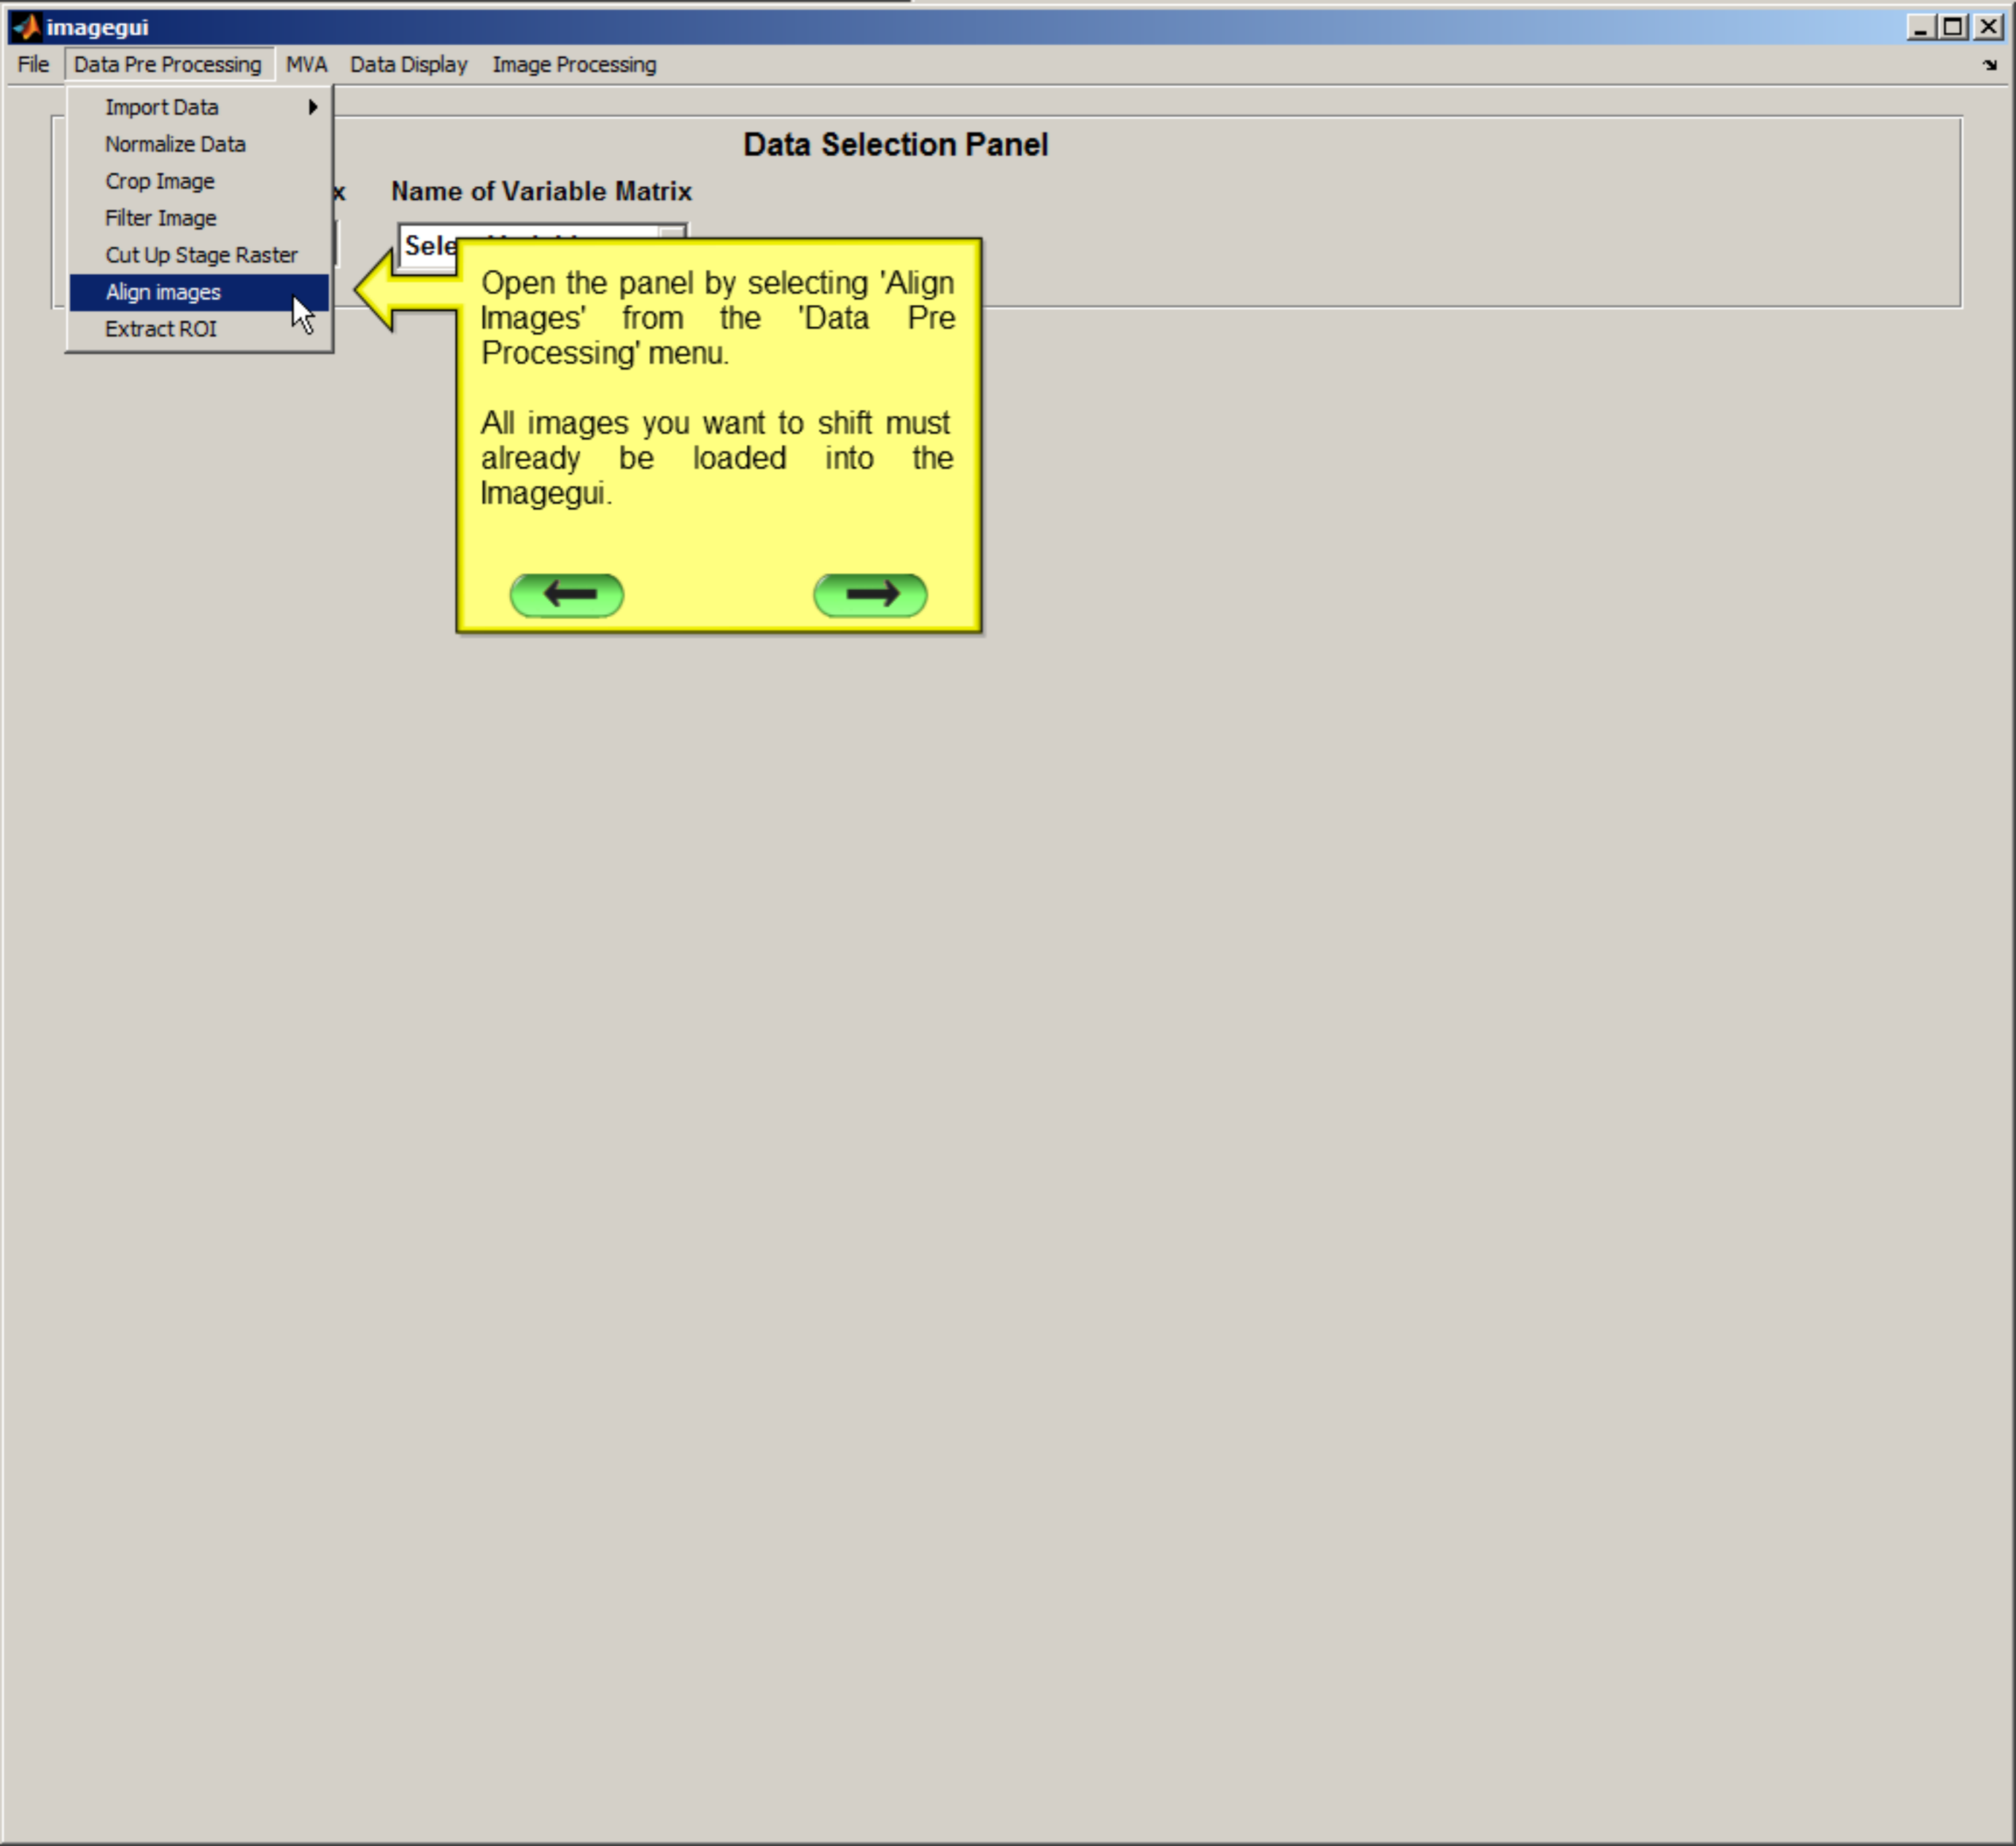 imagegui
File Data Pre Processing MVA Data Display Image Processing
Import Data
Normalize Data
Crop Image
Filter Image
Cut Up Stage Raster
Align images
Extract ROI
Data Selection Panel
x Name of Variable Matrix
Sele
Open the panel by selecting 'Align
Images' from the 'Data Pre
Processing' menu.
All images you want to shift must
already be loaded into the
Imagegui.